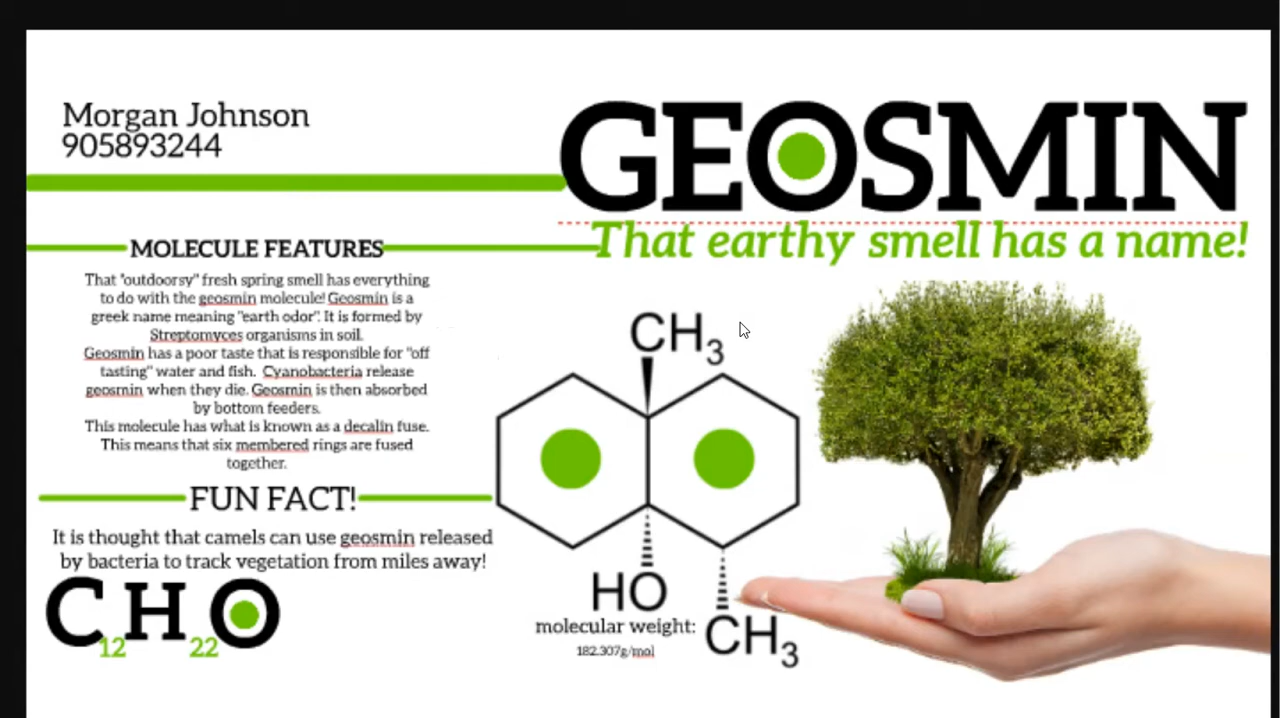 Morgan Johnson
905893244
GEOSMIN
That earthy smell has a name!
MOLECULE FEATURES
That "outdoorsy" fresh spring smell has everything
to do with the geosmin molecule! Geosmin is a
greek name meaning "earth odor". It is formed by
Streptomyces organisms in soil.
Geosmin has a poor taste that is responsible for "off
tasting" water and fish. Cyanobacteria release
geosmin when they die. Geosmin is then absorbed
by bottom feeders.
This molecule has what is known as a decalin fuse.
This means that six membered rings are fused
together.
FUN FACT!
It is thought that camels can use geosmin released
by bacteria to track vegetation from miles away!
C12H22O
CH3
HO
CH3
molecular weight:
182.307g/mol